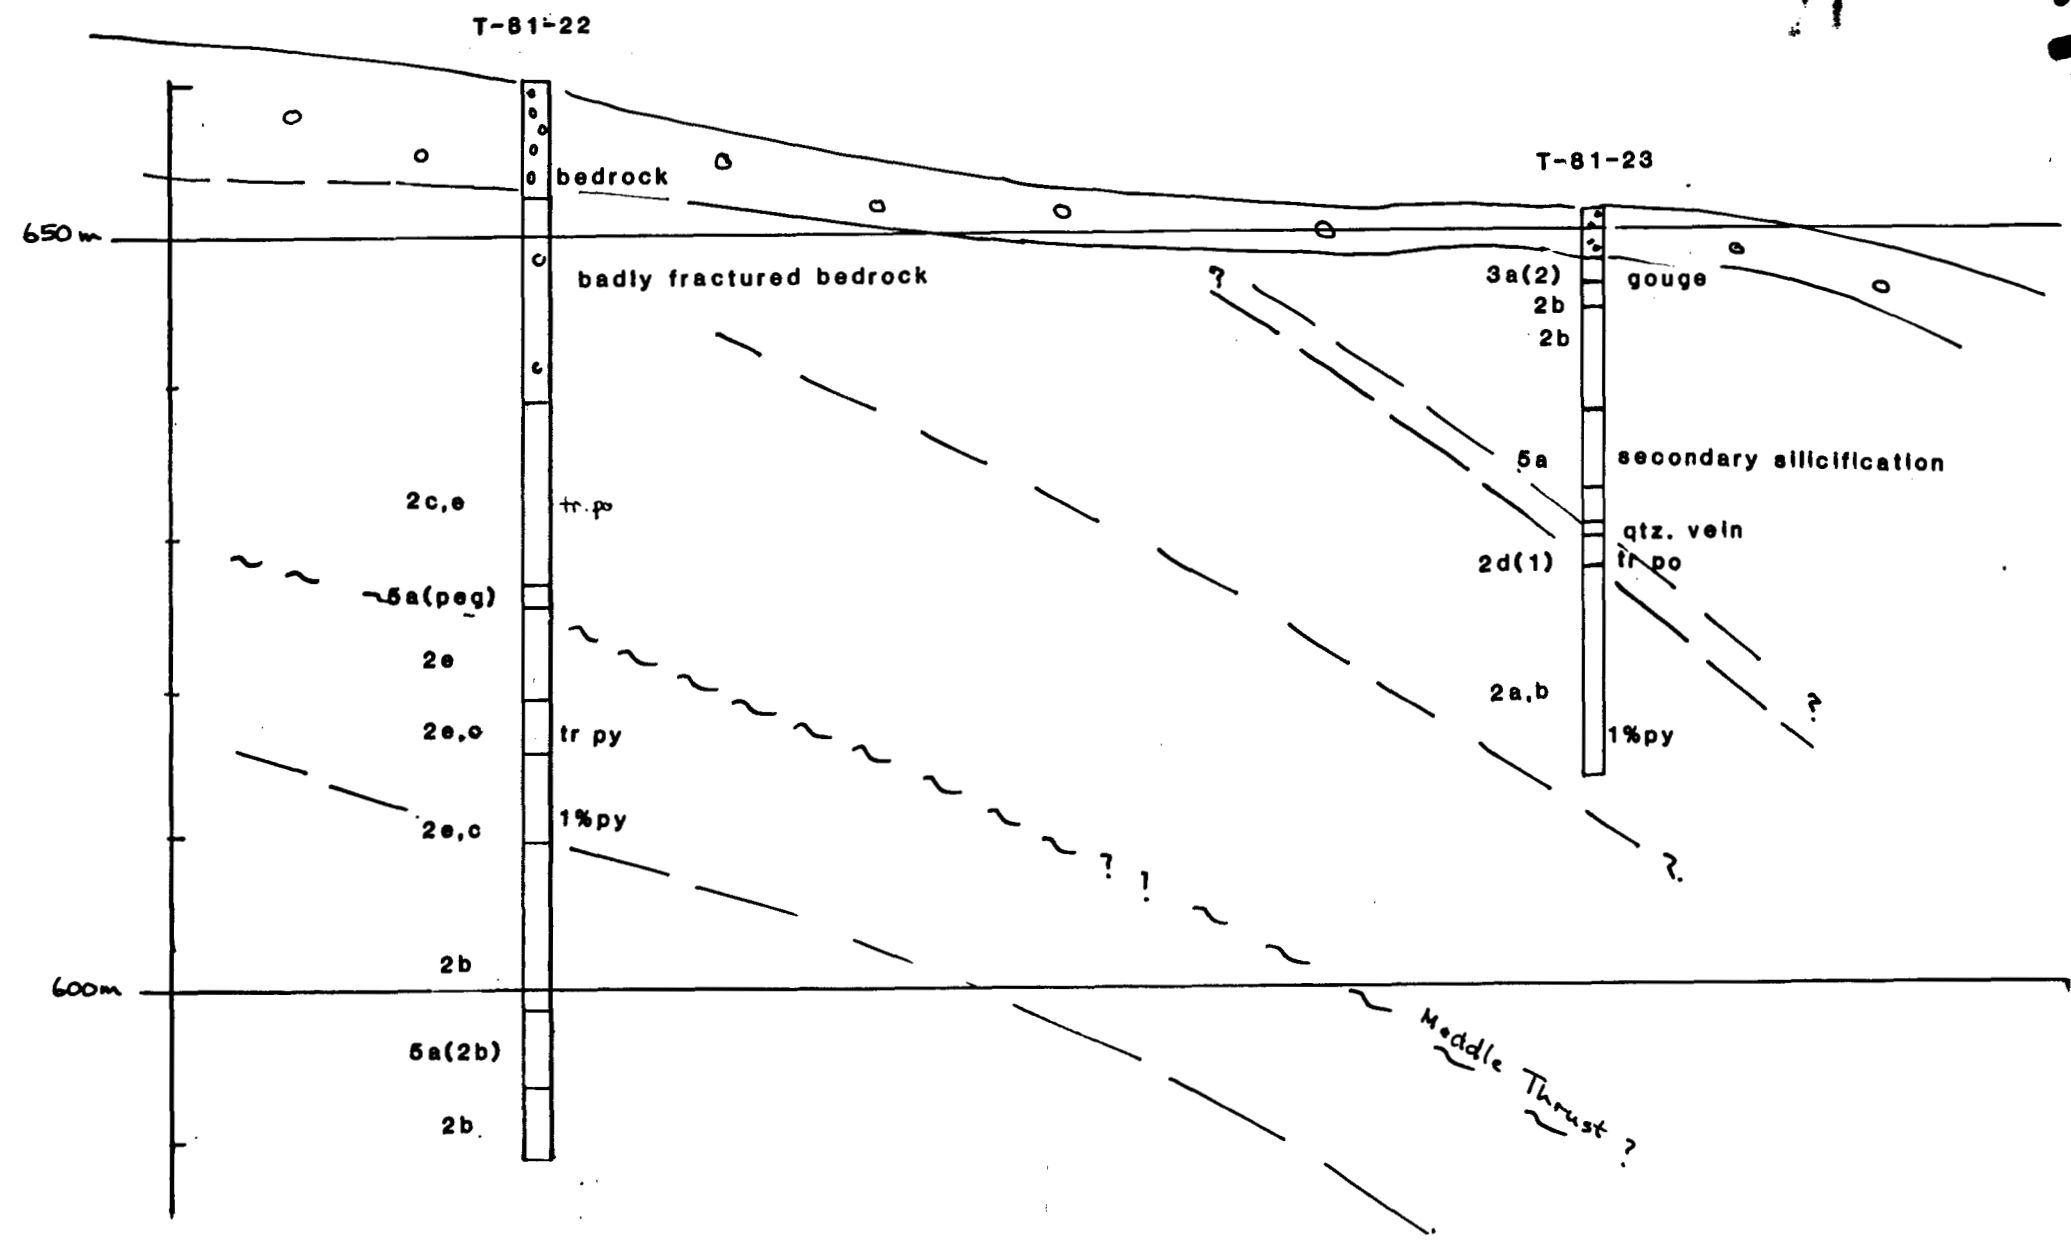 T-81-22
T-81-23
bedrock
650 m
badly fractured bedrock
?
3a(2)
gouge
2b
2b
5a
secondary silicification
2c,e
tr. po
qtz. vein
2d(1)
tr po
5a(peg)
2e
2a,b
?
2e,c
tr py
1%py
2e,c
1%py
? !
?
2b
600m
Meddle Thrust ?
5a(2b)
2b